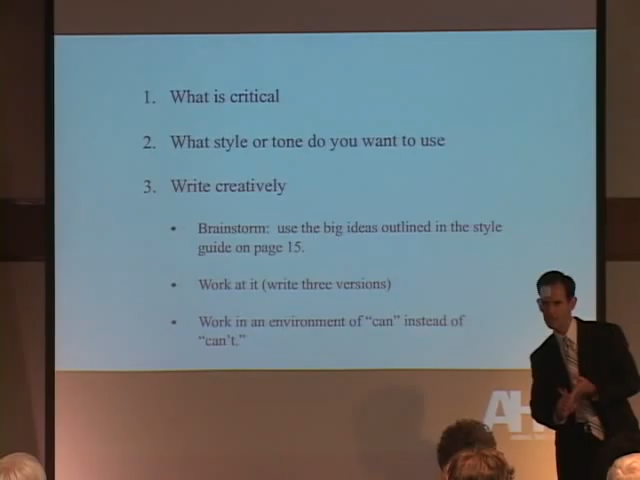 1. What is critical
2. What style or tone do you want to use
3. Write creatively
• Brainstorm: use the big ideas outlined in the style
guide on page 15.
• Work at it (write three versions)
• Work in an environment of “can” instead of
“can’t.”